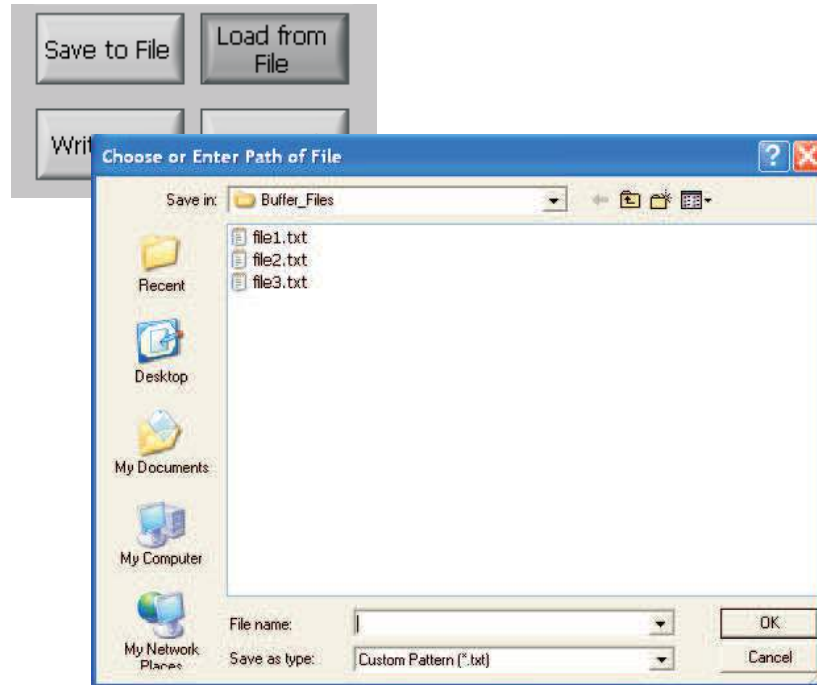 Save to File
Load from
File
Writ
Choose or Enter Path of File
Save in:
Buffer_Files
file1.txt
file2.txt
file3.txt
Recent
Desktop
My Documents
My Computer
My Network
Places
File name:
OK
Save as type:
Custom Pattern (*.txt)
Cancel